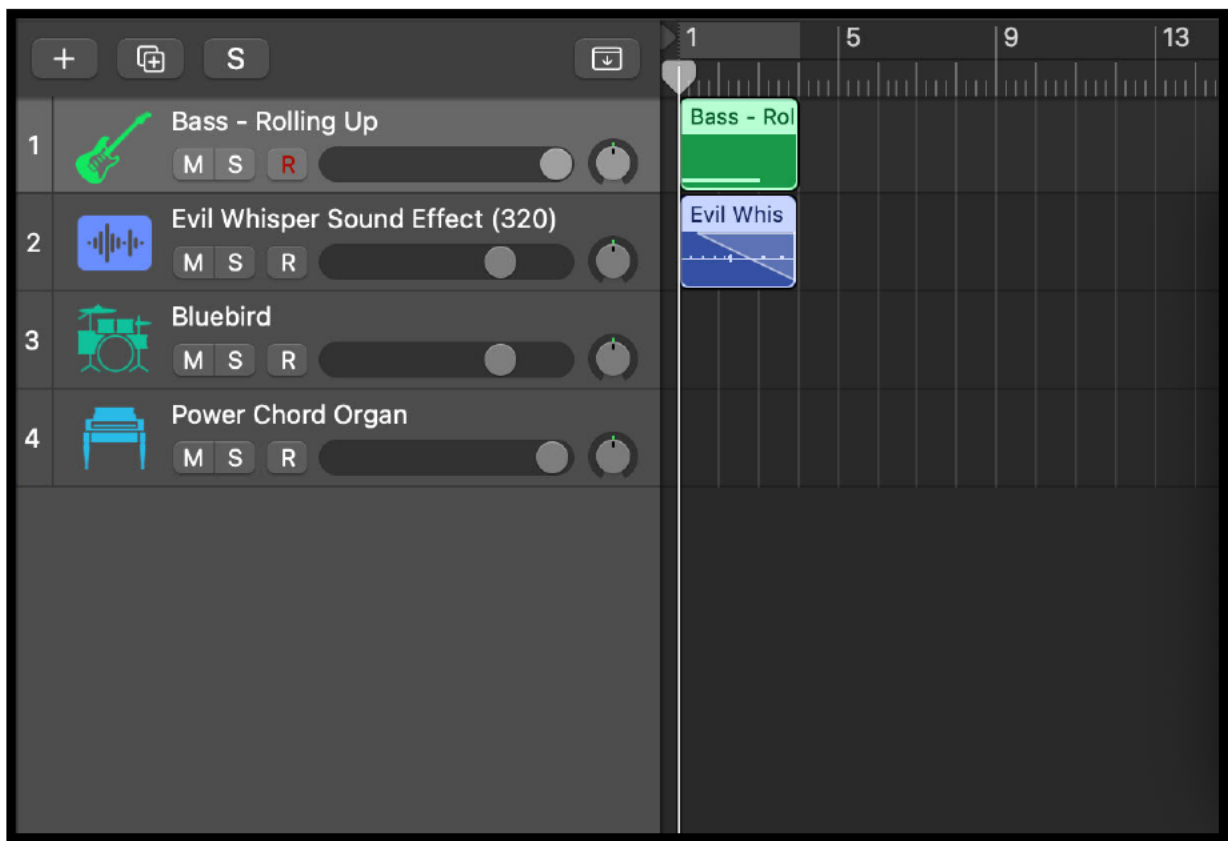 S
1 5 9 13
1
Bass - Rolling Up
M S R
Bass - Rol
2
Evil Whisper Sound Effect (320)
M S R
Evil Whis
3
Bluebird
M S R
4
Power Chord Organ
M S R